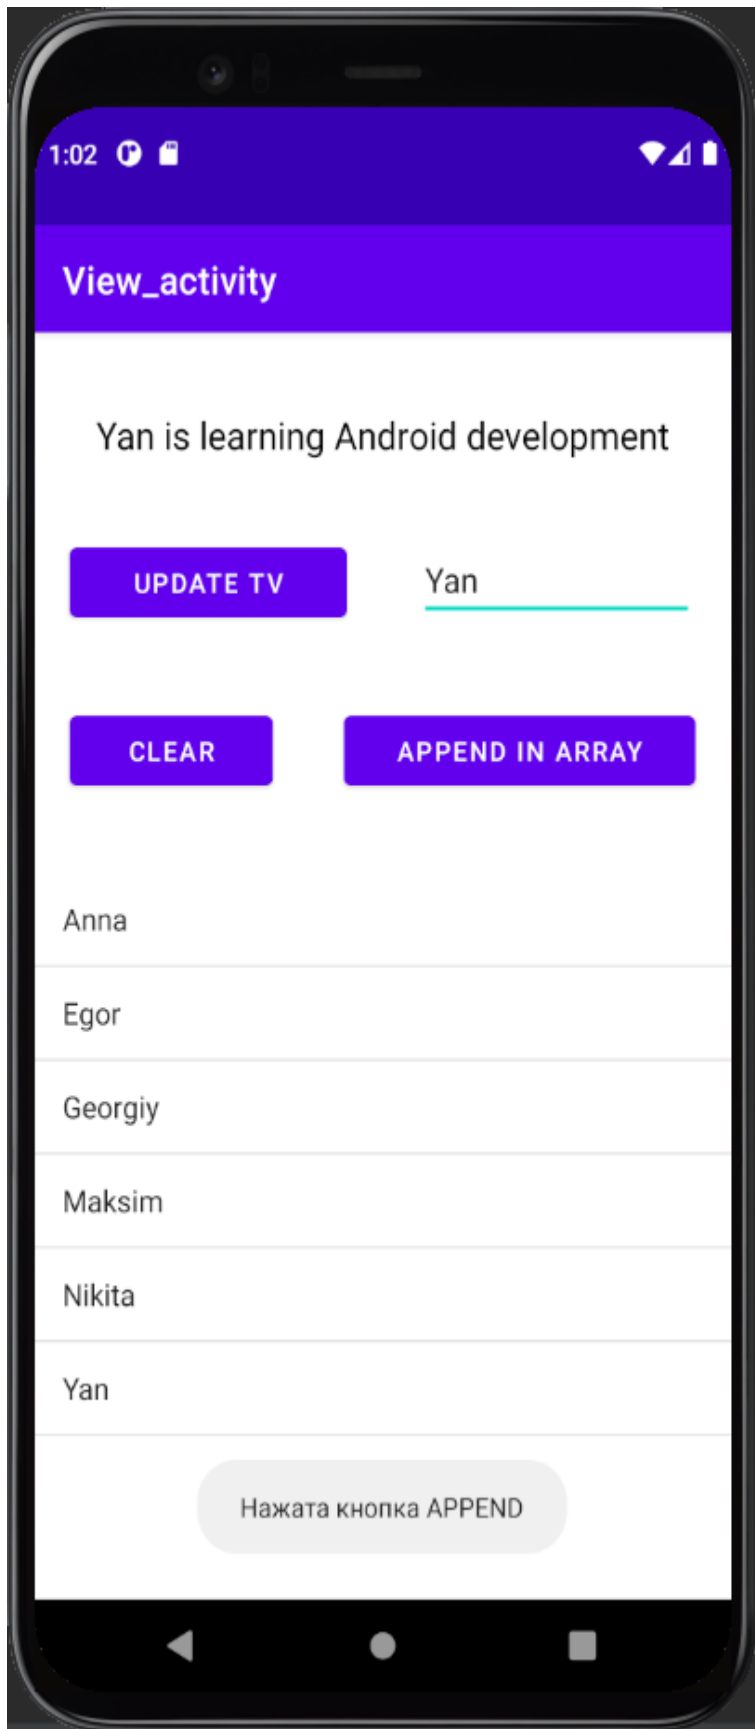 1:02
View_activity
Yan is learning Android development
UPDATE TV
Yan
CLEAR
APPEND IN ARRAY
Anna
Egor
Georgiy
Maksim
Nikita
Yan
Нажата кнопка APPEND